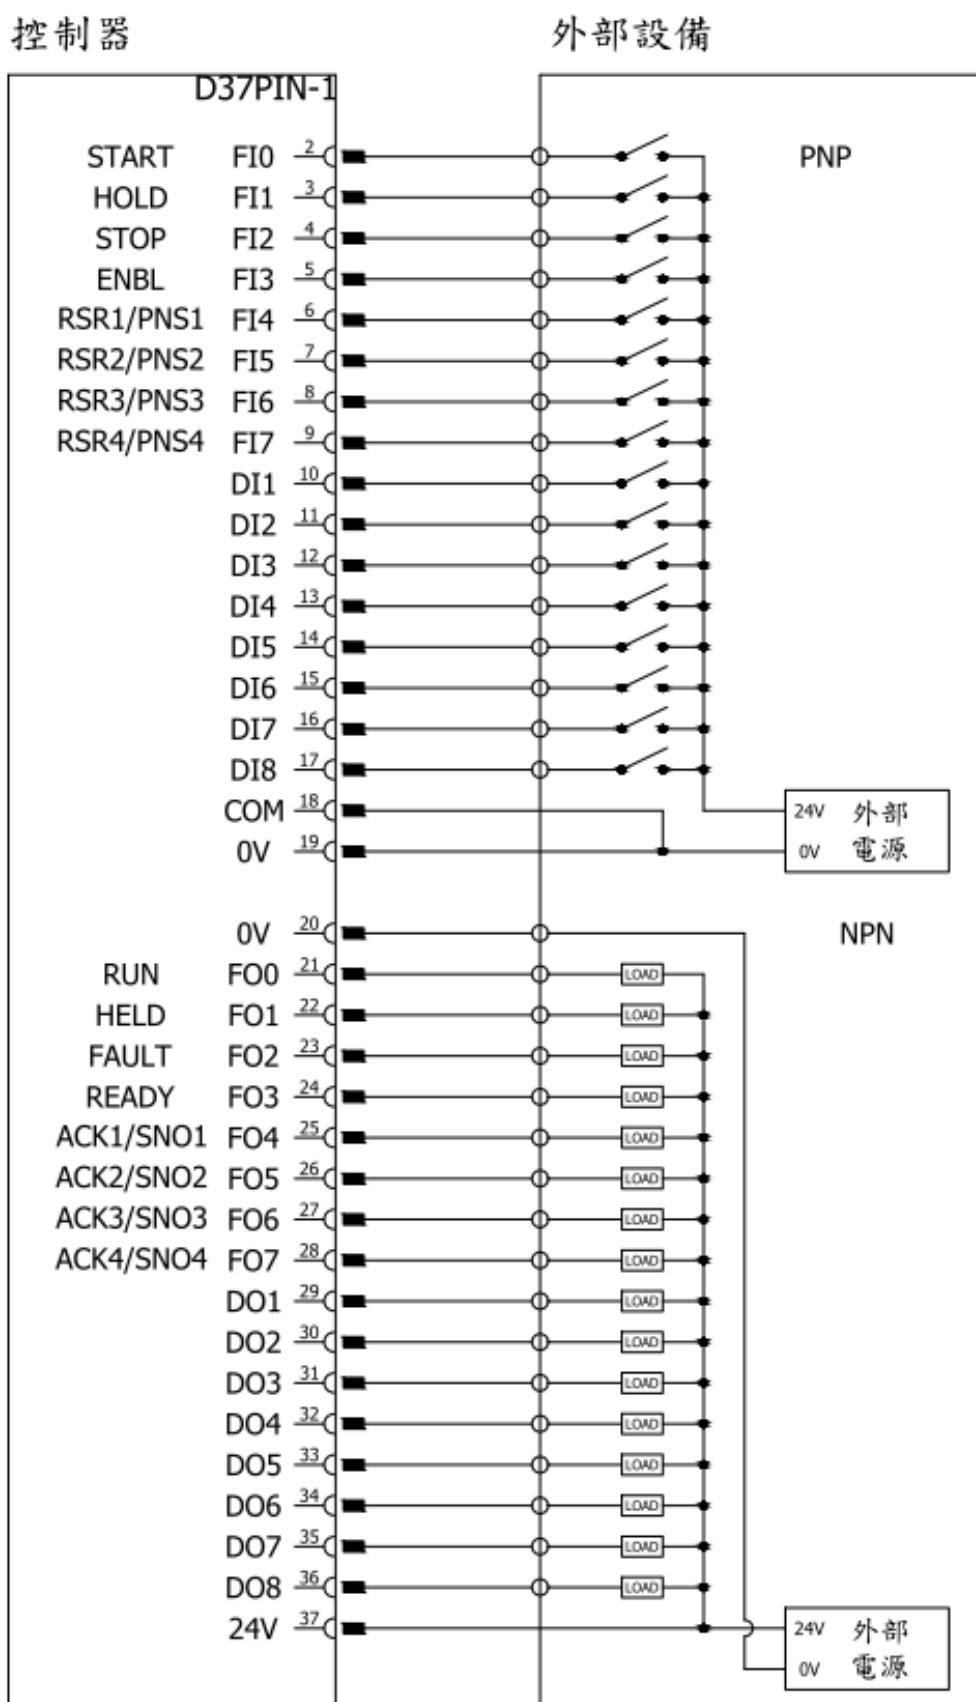 控制器 外部設備
D37PIN-1
START FI0 2 PNP
HOLD FI1 3
STOP FI2 4
ENBL FI3 5
RSR1/PNS1 FI4 6
RSR2/PNS2 FI5 7
RSR3/PNS3 FI6 8
RSR4/PNS4 FI7 9
DI1 10
DI2 11
DI3 12
DI4 13
DI5 14
DI6 15
DI7 16
DI8 17
COM 18 24V 外部
0V 19 0V 電源
0V 20 NPN
RUN FO0 21 LOAD
HELD FO1 22 LOAD
FAULT FO2 23 LOAD
READY FO3 24 LOAD
ACK1/SNO1 FO4 25 LOAD
ACK2/SNO2 FO5 26 LOAD
ACK3/SNO3 FO6 27 LOAD
ACK4/SNO4 FO7 28 LOAD
DO1 29 LOAD
DO2 30 LOAD
DO3 31 LOAD
DO4 32 LOAD
DO5 33 LOAD
DO6 34 LOAD
DO7 35 LOAD
DO8 36 LOAD
24V 37 24V 外部
0V 電源